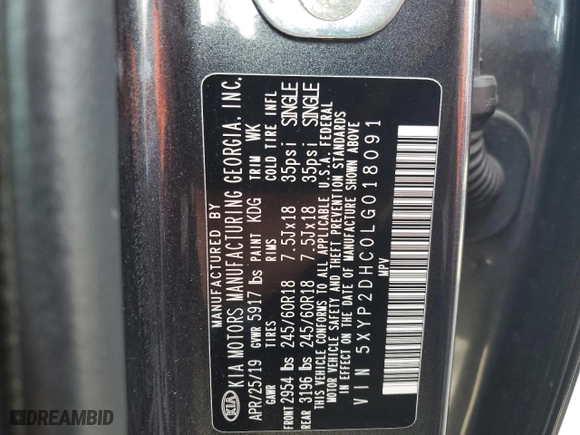 MANUFACTURED BY
KIA MOTORS MANUFACTURING GEORGIA, INC.
APR/25/19 GVWR 5917 lbs PAINT KDG TRIM WK
GAWR TIRES RIMS COLD TIRE INFL
FRONT 2954 lbs 245/60R18 7.5Jx18 35psi SINGLE
REAR 3196 lbs 245/60R18 7.5Jx18 35psi SINGLE
THIS VEHICLE CONFORMS TO ALL APPLICABLE U.S.A. FEDERAL
MOTOR VEHICLE SAFETY AND THEFT PREVENTION STANDARDS
IN EFFECT ON THE DATE OF MANUFACTURE SHOWN ABOVE
VIN 5XYP2DHC0LG018091
MPV
KIA
DREAMBID